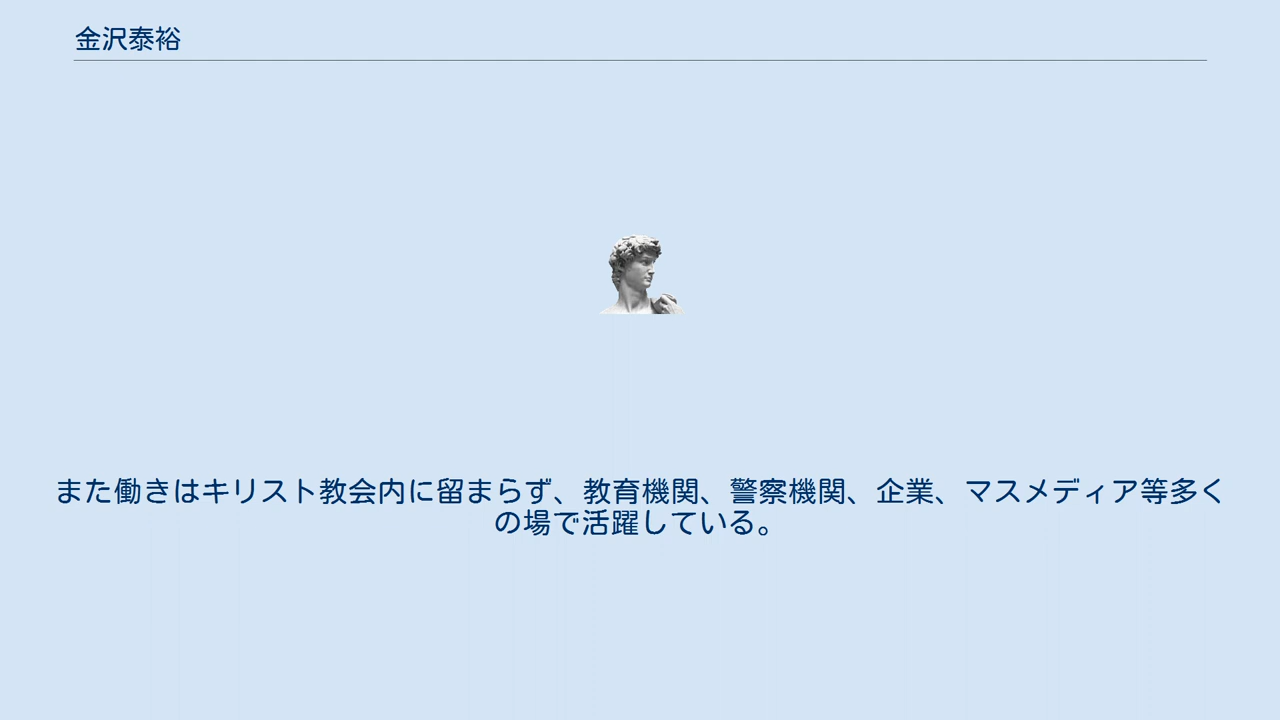 金沢泰裕
また働きはキリスト教会内に留まらず、教育機関、警察機関、企業、マスメディア等多く
の場で活躍している。